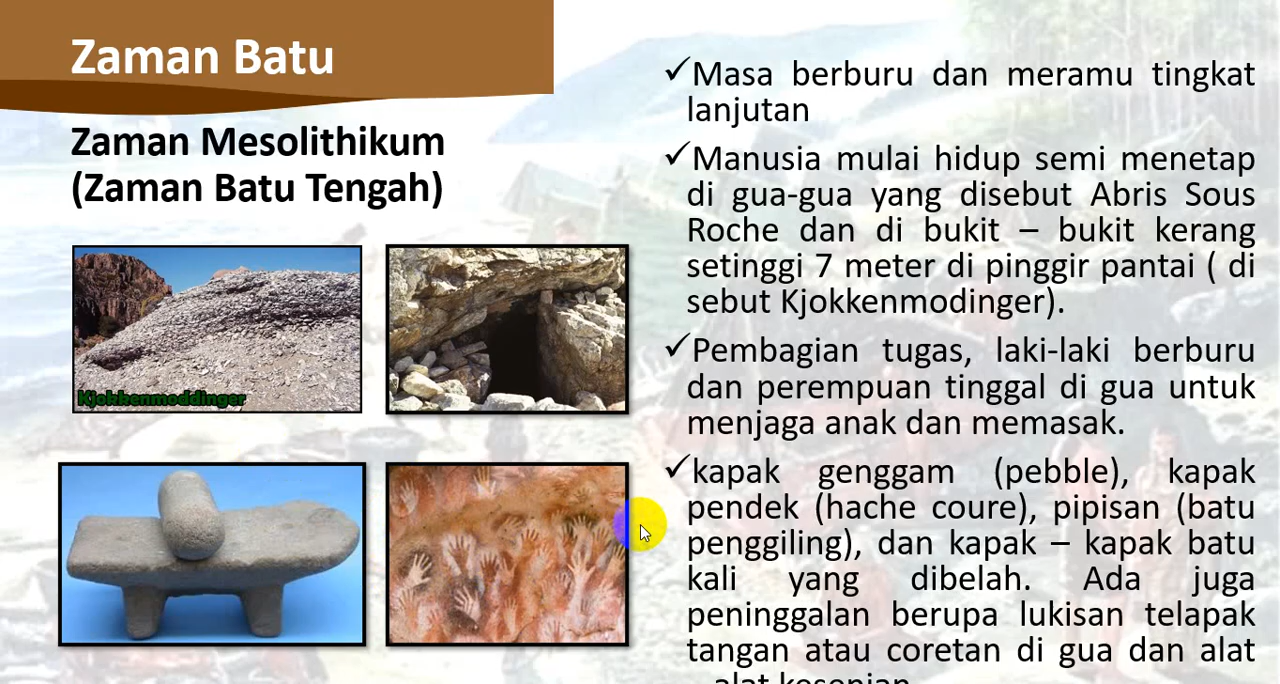 Zaman Batu
Zaman Mesolithikum
(Zaman Batu Tengah)
Kjokkenmoddinger
✓Masa berburu dan meramu tingkat
lanjutan
✓Manusia mulai hidup semi menetap
di gua-gua yang disebut Abris Sous
Roche dan di bukit – bukit kerang
setinggi 7 meter di pinggir pantai ( di
sebut Kjokkenmodinger).
✓Pembagian tugas, laki-laki berburu
dan perempuan tinggal di gua untuk
menjaga anak dan memasak.
✓kapak genggam (pebble), kapak
pendek (hache coure), pipisan (batu
penggiling), dan kapak – kapak batu
kali yang dibelah. Ada juga
peninggalan berupa lukisan telapak
tangan atau coretan di gua dan alat
– alat kesenian